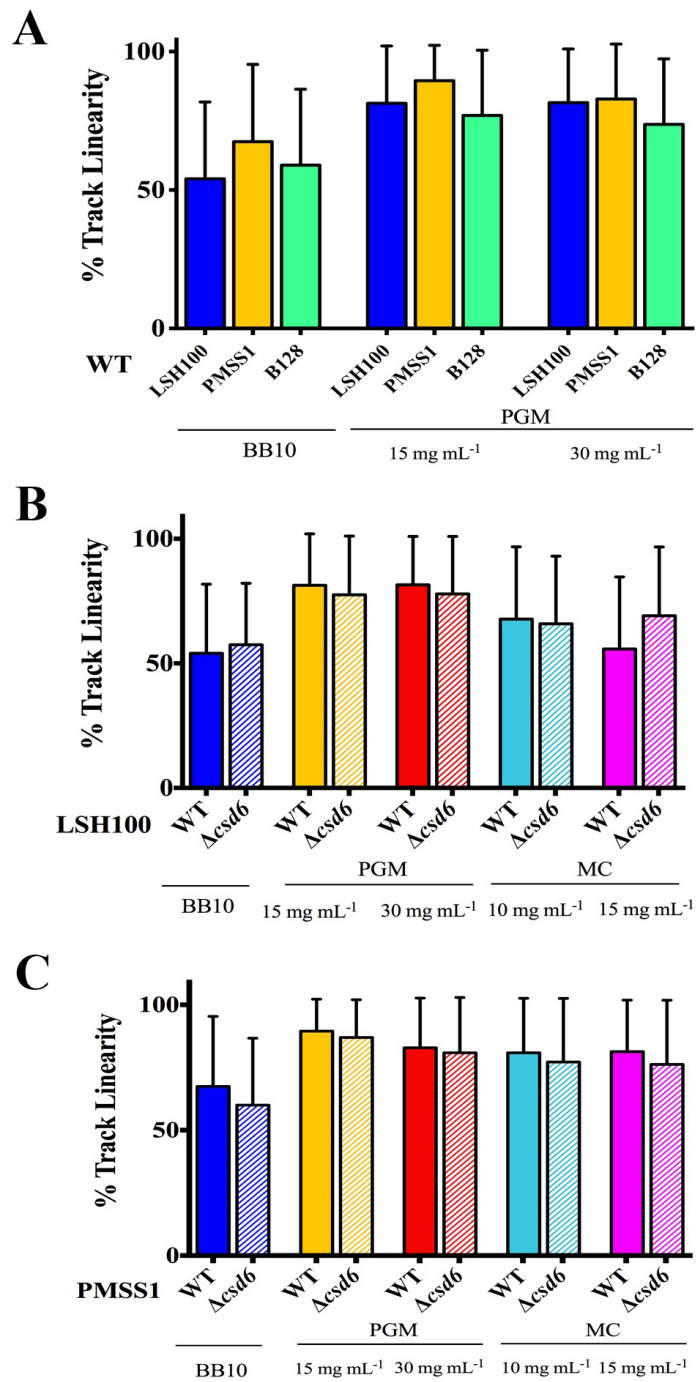 A
% Track Linearity
100
50
0
WT
LSH100 PMSS1 B128 LSH100 PMSS1 B128 LSH100 PMSS1 B128
PGM
BB10 15 mg mL⁻¹ 30 mg mL⁻¹
B
% Track Linearity
100
50
0
LSH100
WT Δcsd6 WT Δcsd6 WT Δcsd6 WT Δcsd6 WT Δcsd6
PGM MC
BB10 15 mg mL⁻¹ 30 mg mL⁻¹ 10 mg mL⁻¹ 15 mg mL⁻¹
C
% Track Linearity
100
50
0
PMSS1
WT Δcsd6 WT Δcsd6 WT Δcsd6 WT Δcsd6 WT Δcsd6
PGM MC
BB10 15 mg mL⁻¹ 30 mg mL⁻¹ 10 mg mL⁻¹ 15 mg mL⁻¹